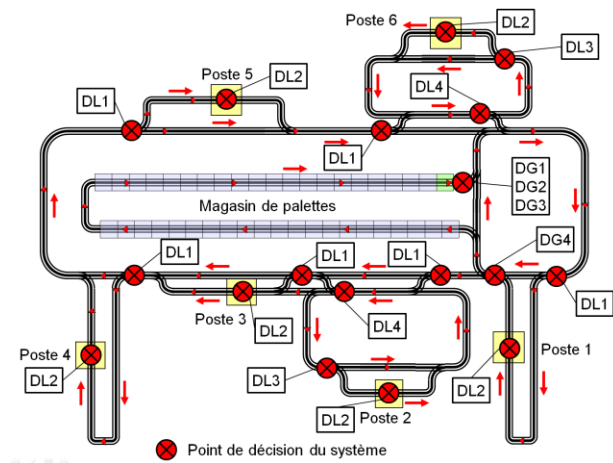 Poste 6
DL2
DL3
Poste 5
DL2
DL4
DL1
DL1
DG1
DG2
DG3
Magasin de palettes
DL1
DL1
DL1
DG4
DL1
Poste 3
DL2
DL4
Poste 4
DL2
Poste 1
DL2
DL3
DL2
Poste 2
Point de décision du système